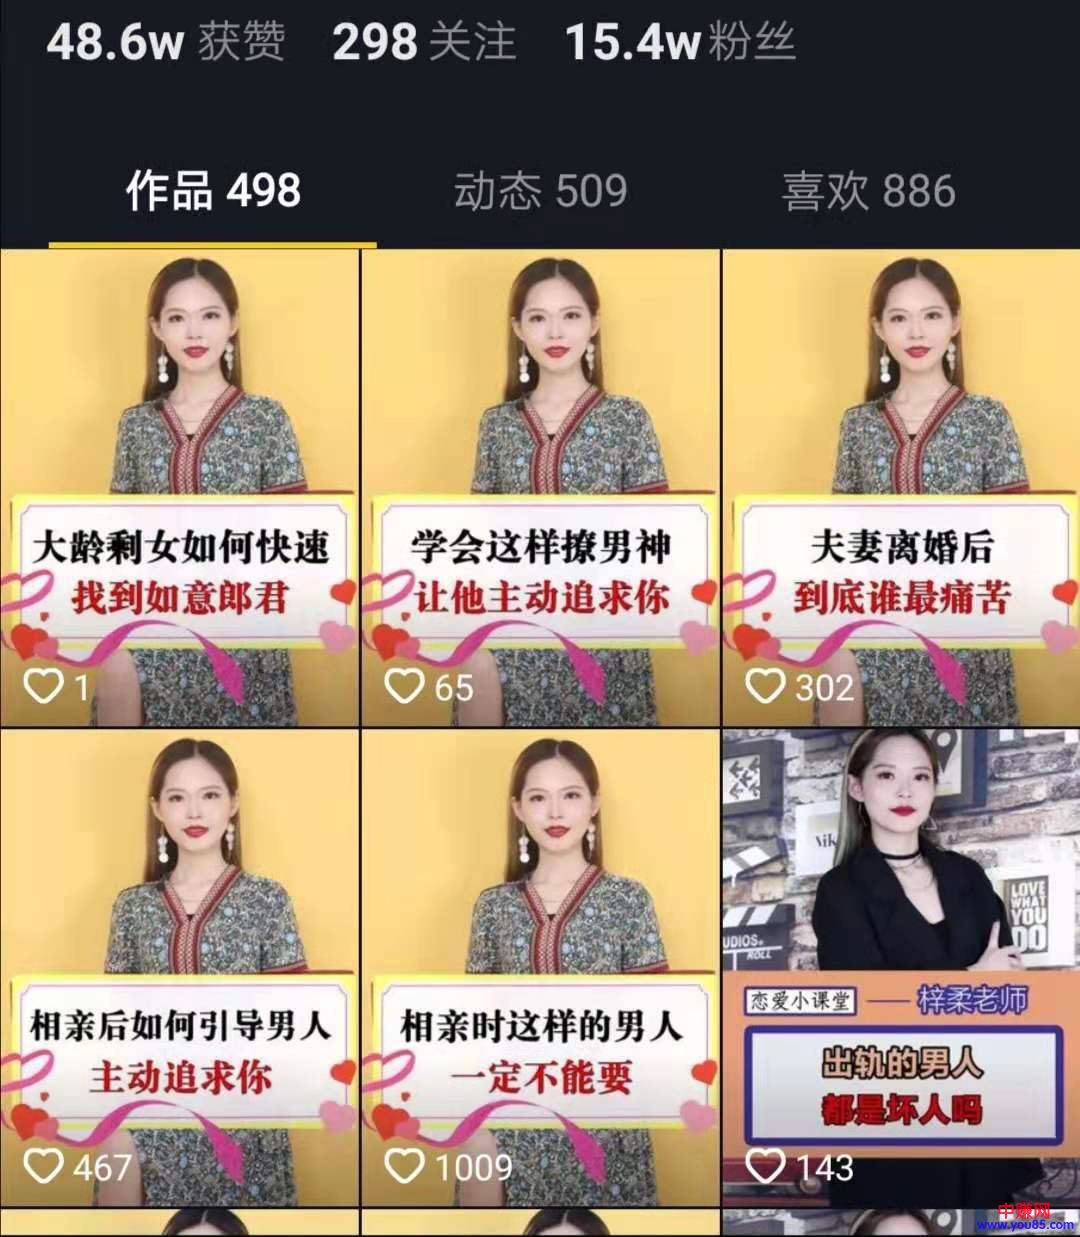 48.6w 获赞 298 关注 15.4w 粉丝
作品 498 动态 509 喜欢 886
大龄剩女如何快速
找到如意郎君
1
学会这样撩男神
让他主动追求你
65
夫妻离婚后
到底谁最痛苦
302
相亲后如何引导男人
主动追求你
467
相亲时这样的男人
一定不能要
1009
LOVE
WHAT
YOU
DO
UDIOS
ROLL
恋爱小课堂 —— 梓柔老师
出轨的男人
都是坏人吗
143
中赚网
www.you85.com